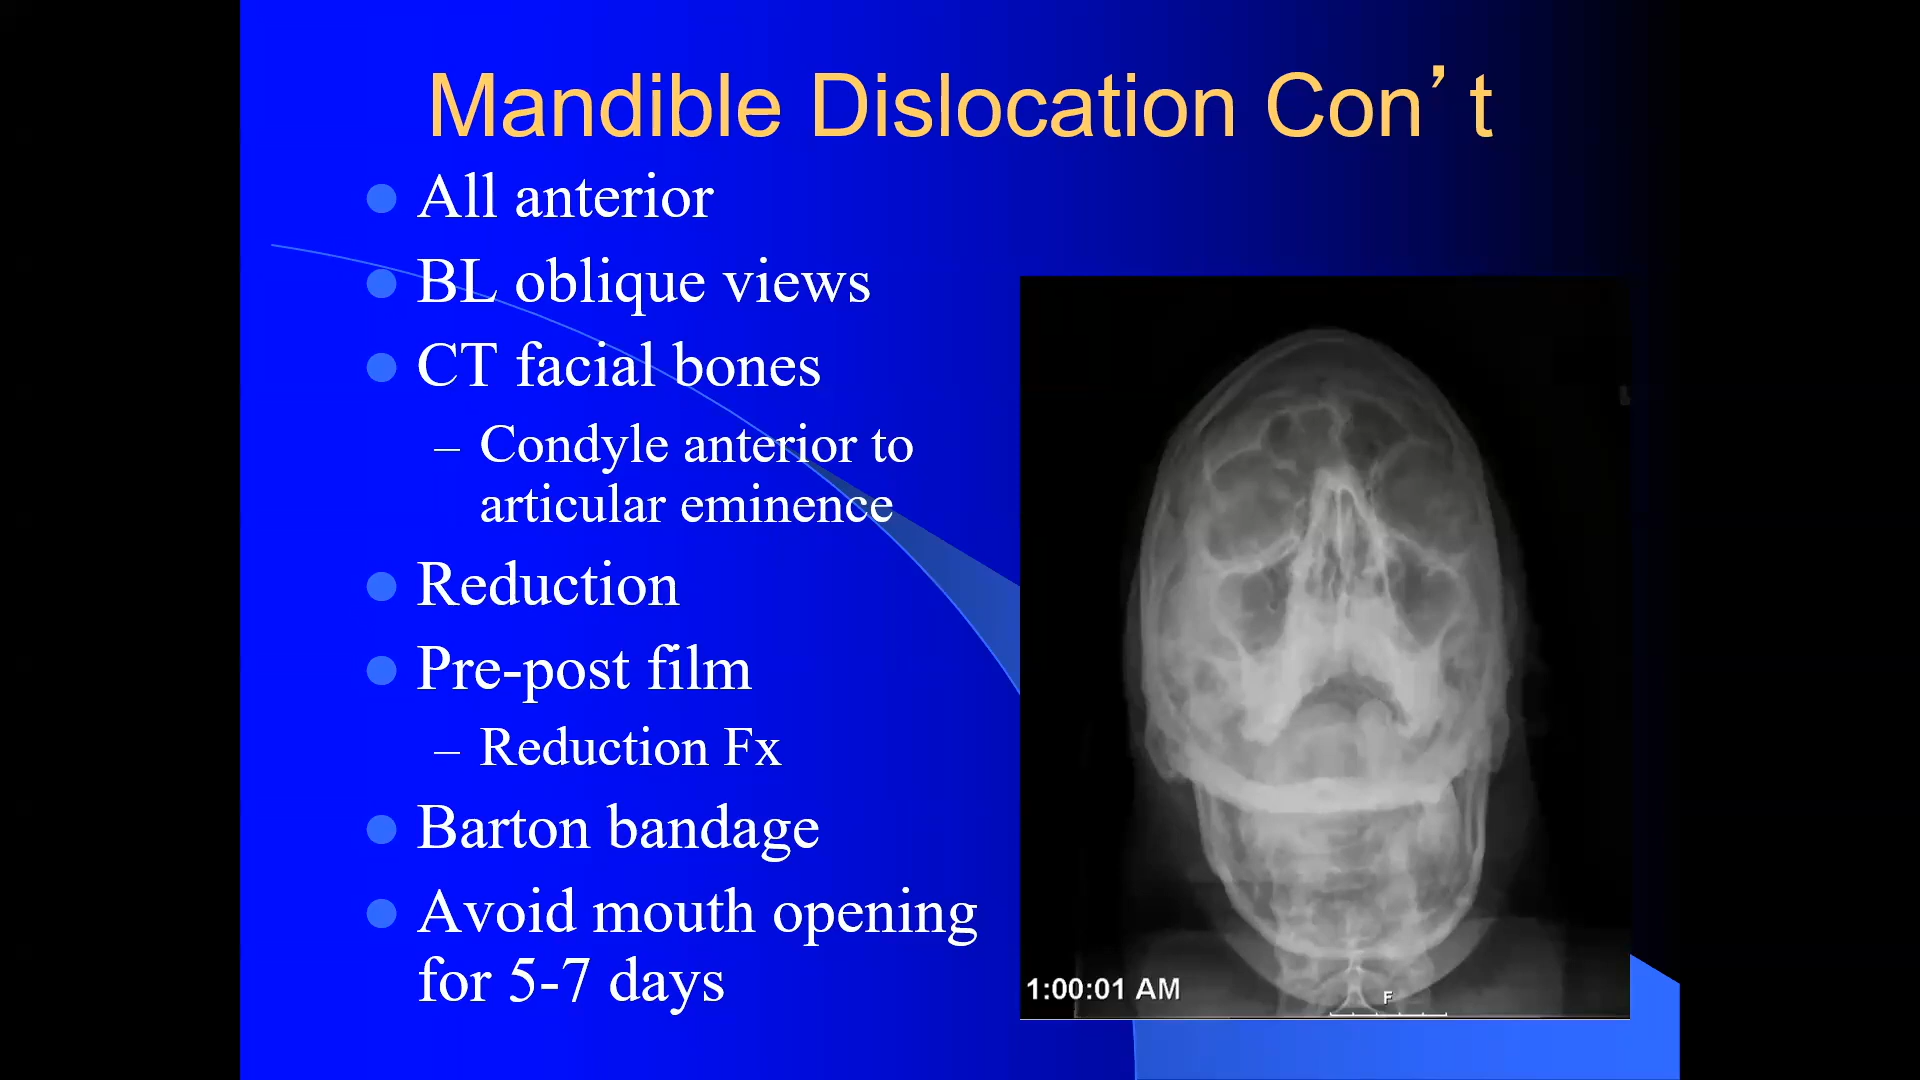 Mandible Dislocation Con’t
All anterior
BL oblique views
CT facial bones
– Condyle anterior to
articular eminence
Reduction
Pre-post film
– Reduction Fx
Barton bandage
Avoid mouth opening
for 5-7 days
1:00:01 AM
F